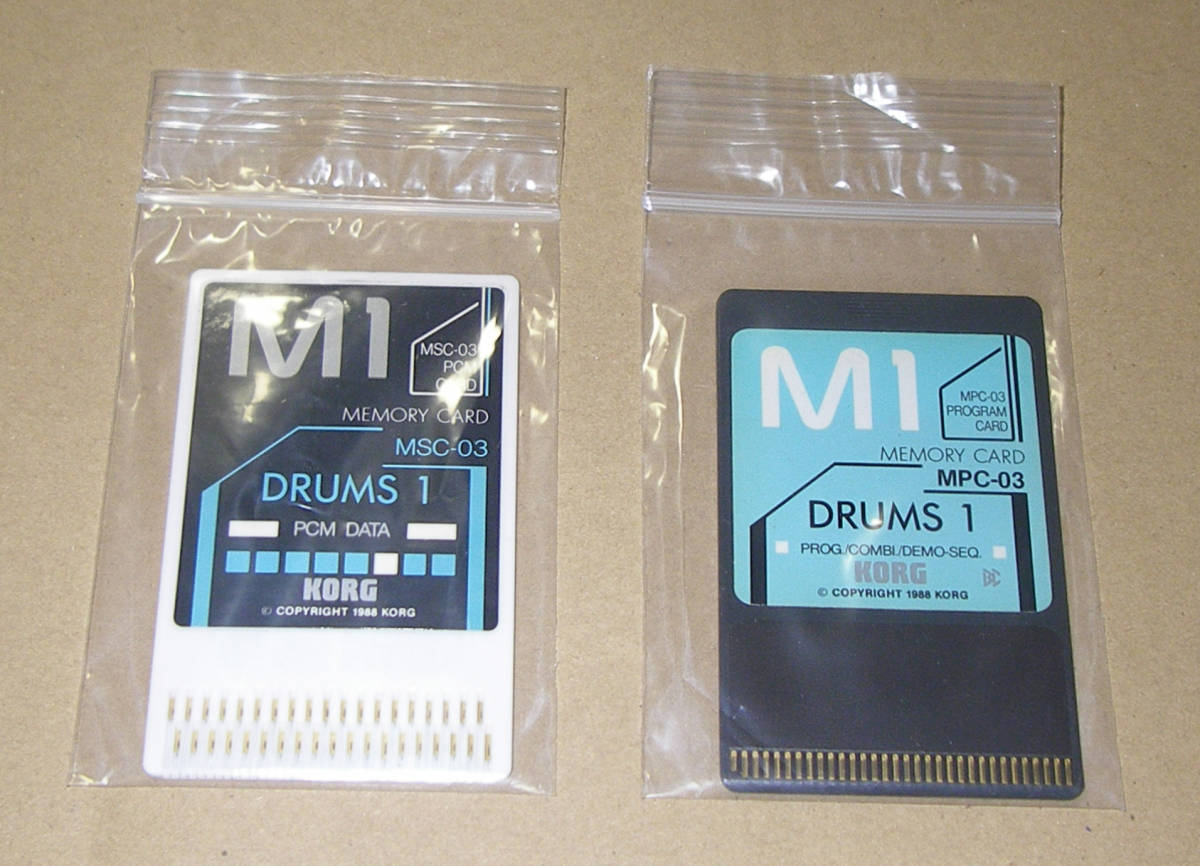 M1
MSC-03
PCM
CARD
MEMORY CARD
MSC-03
DRUMS 1
PCM DATA
KORG
© COPYRIGHT 1988 KORG
M1
MPC-03
PROGRAM
CARD
MEMORY CARD
MPC-03
DRUMS 1
PROG./COMBI./DEMO-SEQ.
KORG
© COPYRIGHT 1988 KORG